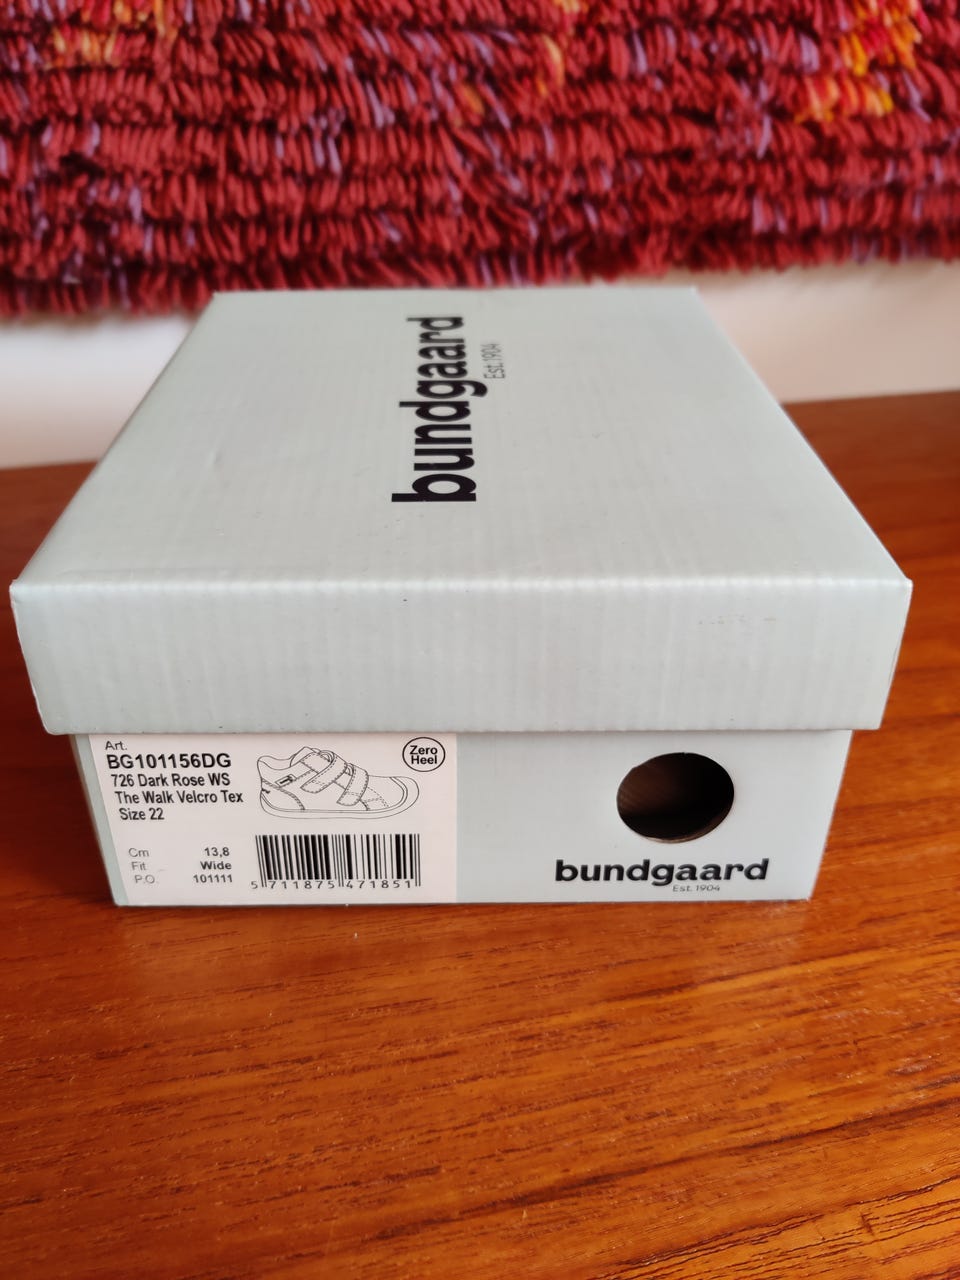 bundgaard
Est.1904
Art.
BG101156DG
726 Dark Rose WS
The Walk Velcro Tex
Size 22
Zero
Heel
Cm 13,8
Fit Wide
P.O. 101111
5 711875 471851
bundgaard
Est. 1904